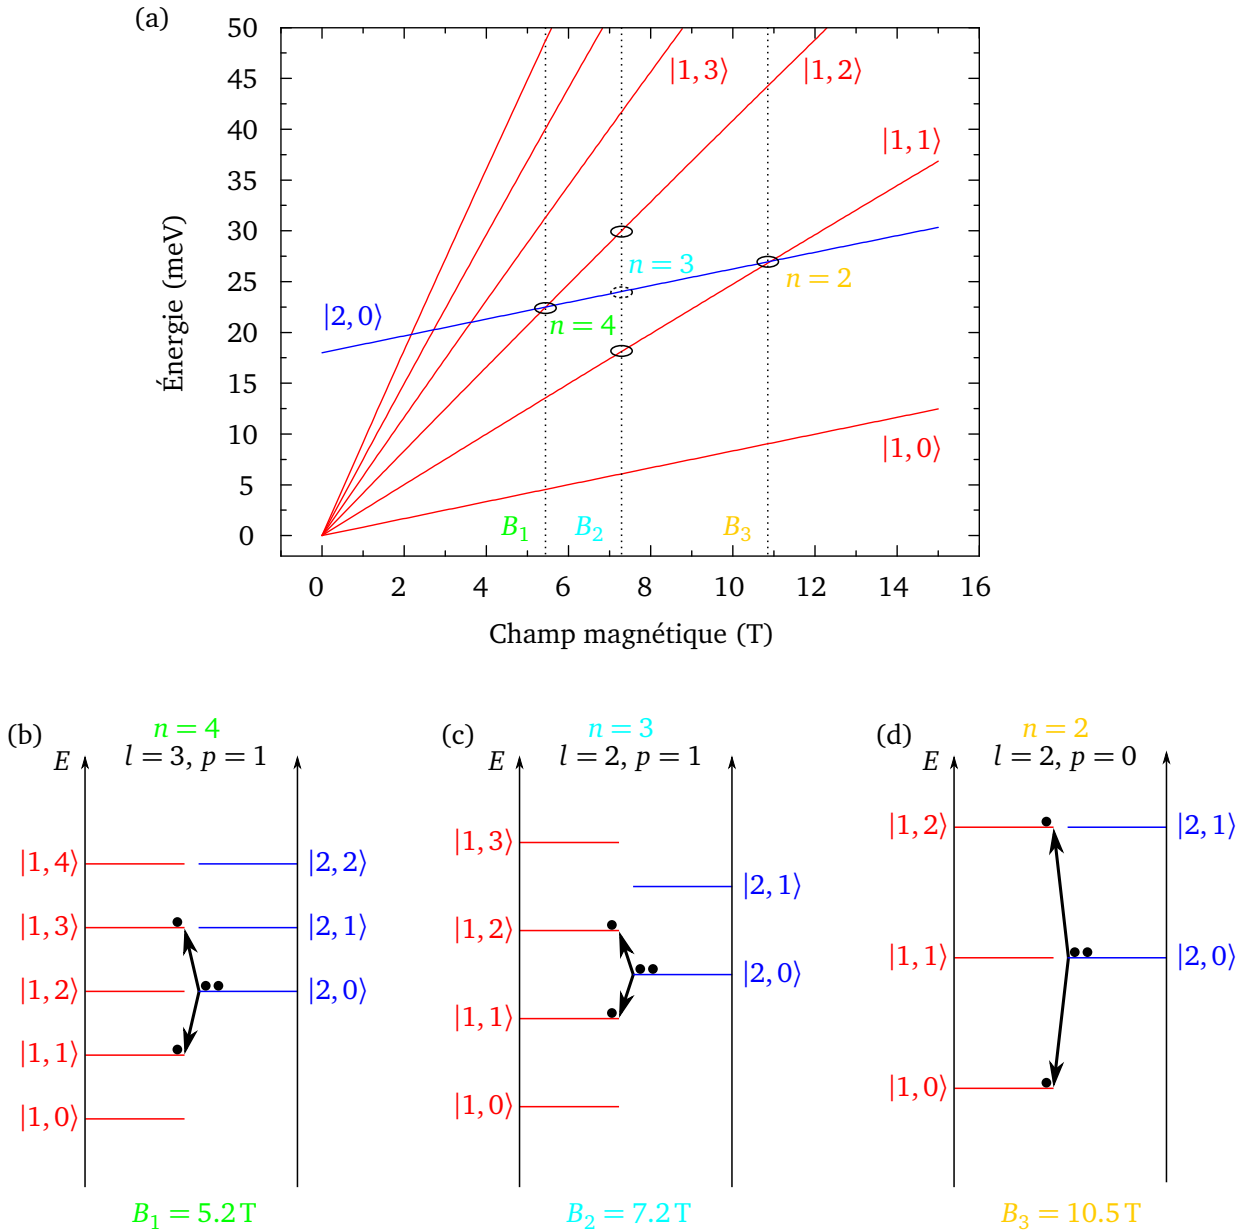 (a)
50
45
40
35
30
25
20
15
10
5
0
Énergie (meV)
|1, 3⟩
|1, 2⟩
|1, 1⟩
|1, 0⟩
|2, 0⟩
n = 3
n = 2
n = 4
B1
B2
B3
0 2 4 6 8 10 12 14 16
Champ magnétique (T)
(b)
n = 4
l = 3, p = 1
E
|1, 4⟩ |2, 2⟩
|1, 3⟩ |2, 1⟩
|1, 2⟩ |2, 0⟩
|1, 1⟩
|1, 0⟩
B1 = 5.2 T
(c)
n = 3
l = 2, p = 1
E
|1, 3⟩
|2, 1⟩
|1, 2⟩
|2, 0⟩
|1, 1⟩
|1, 0⟩
B2 = 7.2 T
(d)
n = 2
l = 2, p = 0
E
|1, 2⟩ |2, 1⟩
|1, 1⟩ |2, 0⟩
|1, 0⟩
B3 = 10.5 T